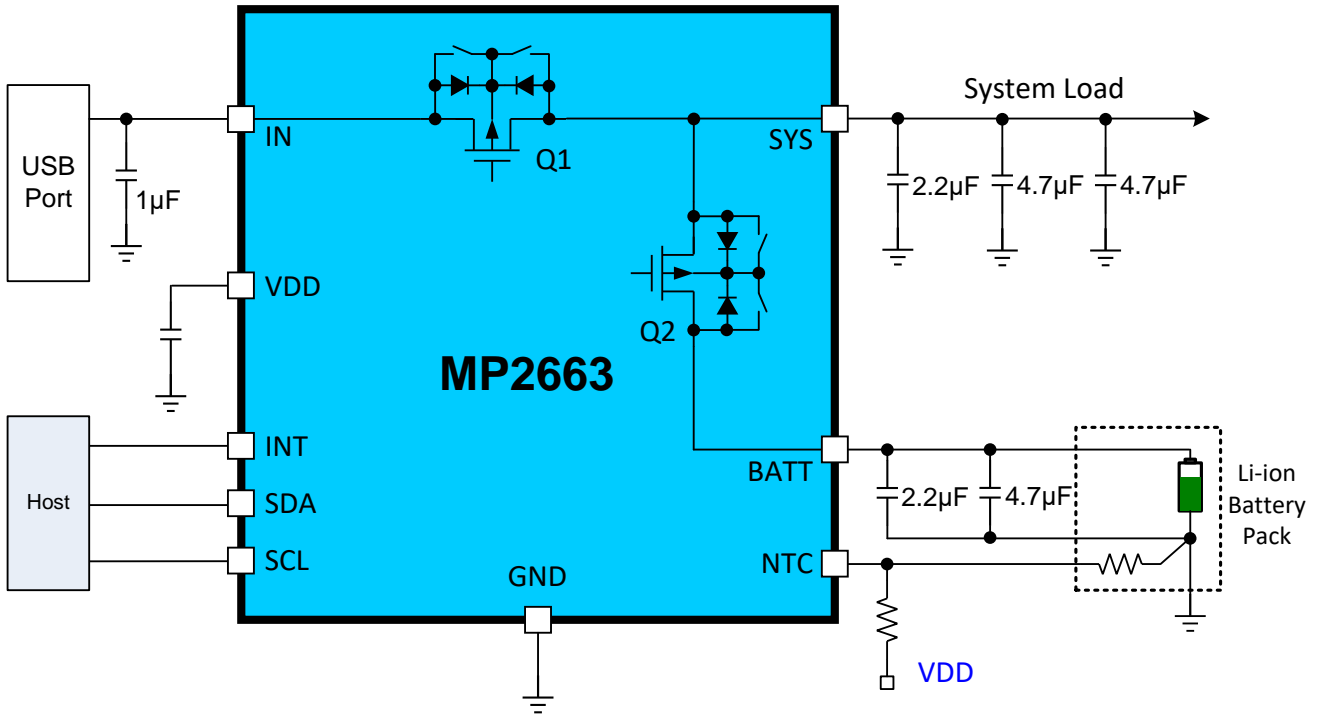 System Load
USB
Port
IN
SYS
Q1
1µF
2.2µF
4.7µF
4.7µF
VDD
Q2
MP2663
Host
INT
SDA
SCL
GND
BATT
NTC
2.2µF
4.7µF
Li-ion
Battery
Pack
VDD